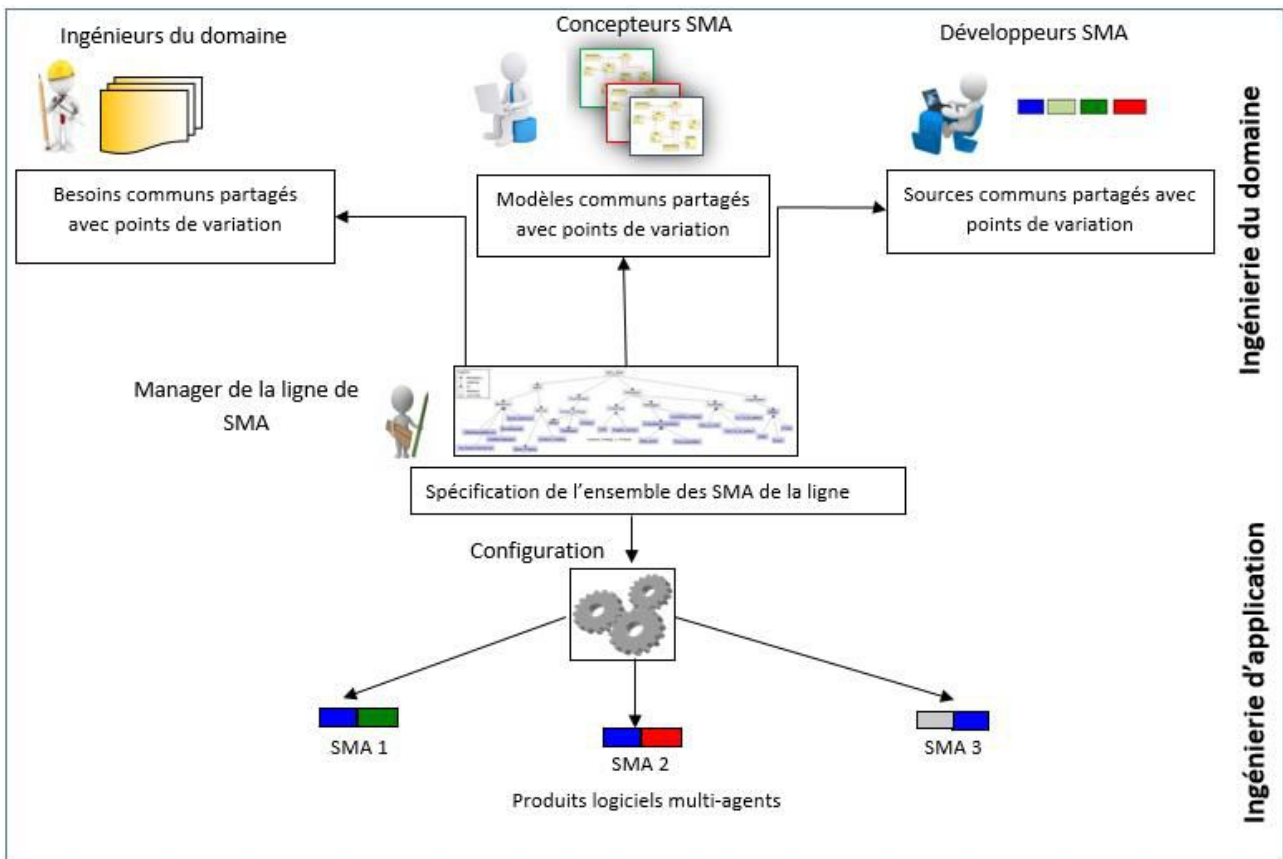 Ingénieurs du domaine
Concepteurs SMA
Développeurs SMA
Besoins communs partagés
avec points de variation
Modèles communs partagés
avec points de variation
Sources communs partagés avec
points de variation
Ingénierie du domaine
Manager de la ligne de
SMA
Spécification de l'ensemble des SMA de la ligne
Configuration
SMA 1
SMA 2
SMA 3
Produits logiciels multi-agents
Ingénierie d'application